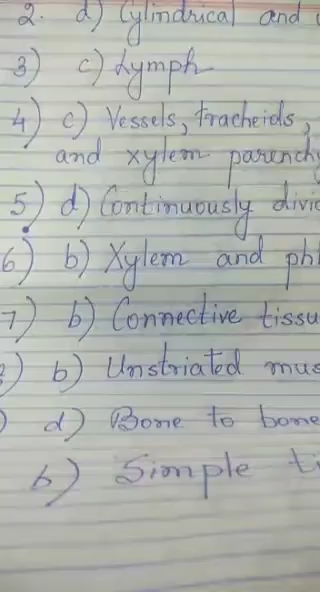 2. d) Cylindrical and
3) c) Lymph
4) c) Vessels, tracheids,
and xylem
5) d) Continuously
6) b) Xylem and
7) b) Connective
b) Unstriated
d) Bone to bone
b) Simple